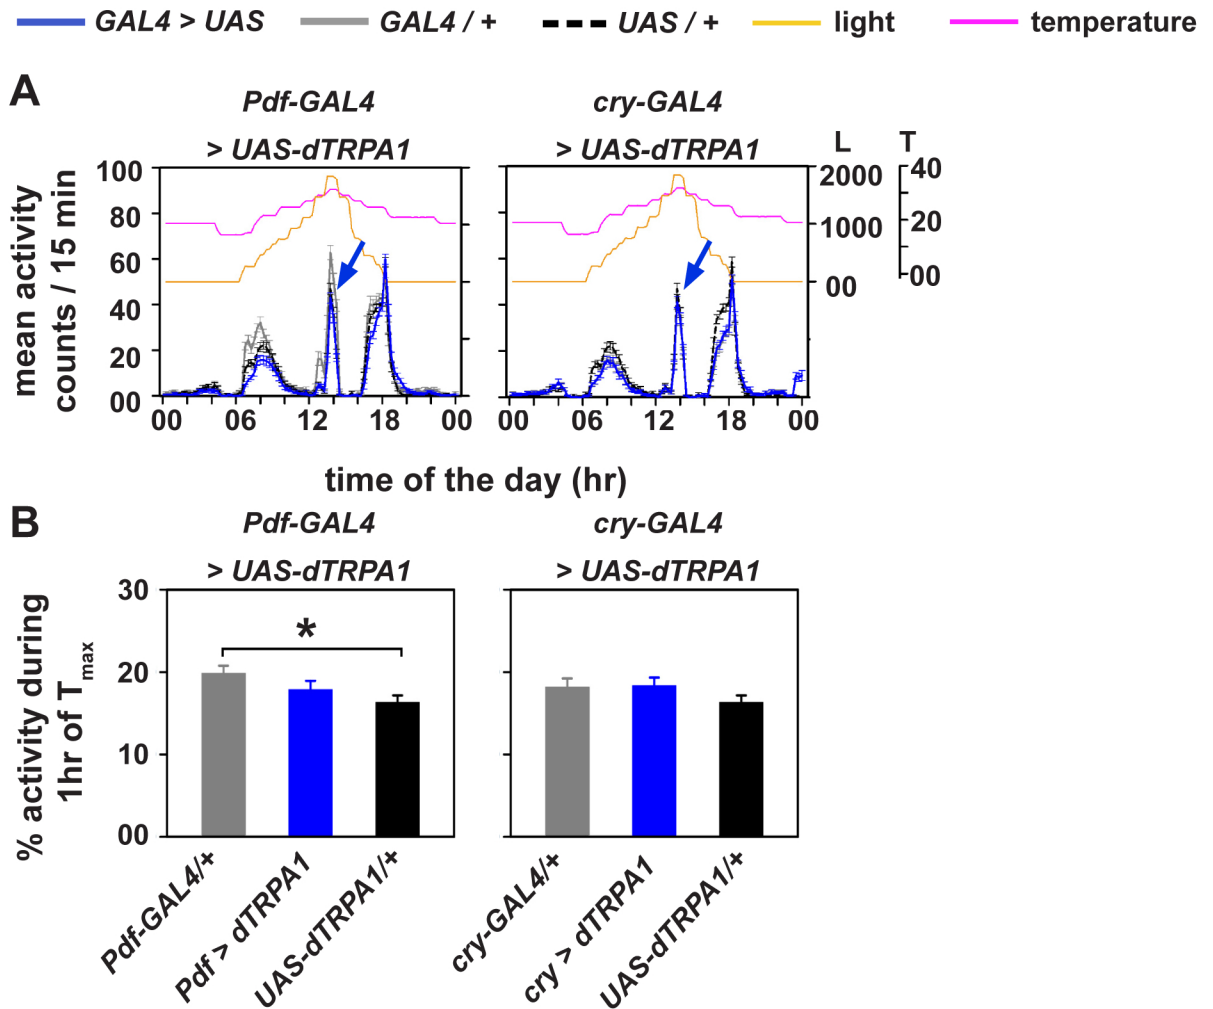 GAL4 > UAS GAL4 / + UAS / + light temperature
A
Pdf-GAL4 cry-GAL4
> UAS-dTRPA1 > UAS-dTRPA1 L T
mean activity
counts / 15 min
100
80
60
40
20
00
2000
1000
00
40
20
00
00 06 12 18 00 00 06 12 18 00
time of the day (hr)
B
Pdf-GAL4 cry-GAL4
> UAS-dTRPA1 > UAS-dTRPA1
% activity during
1hr of Tmax
30
20
10
00
*
Pdf-GAL4/+
Pdf > dTRPA1
UAS-dTRPA1/+
cry-GAL4/+
cry > dTRPA1
UAS-dTRPA1/+